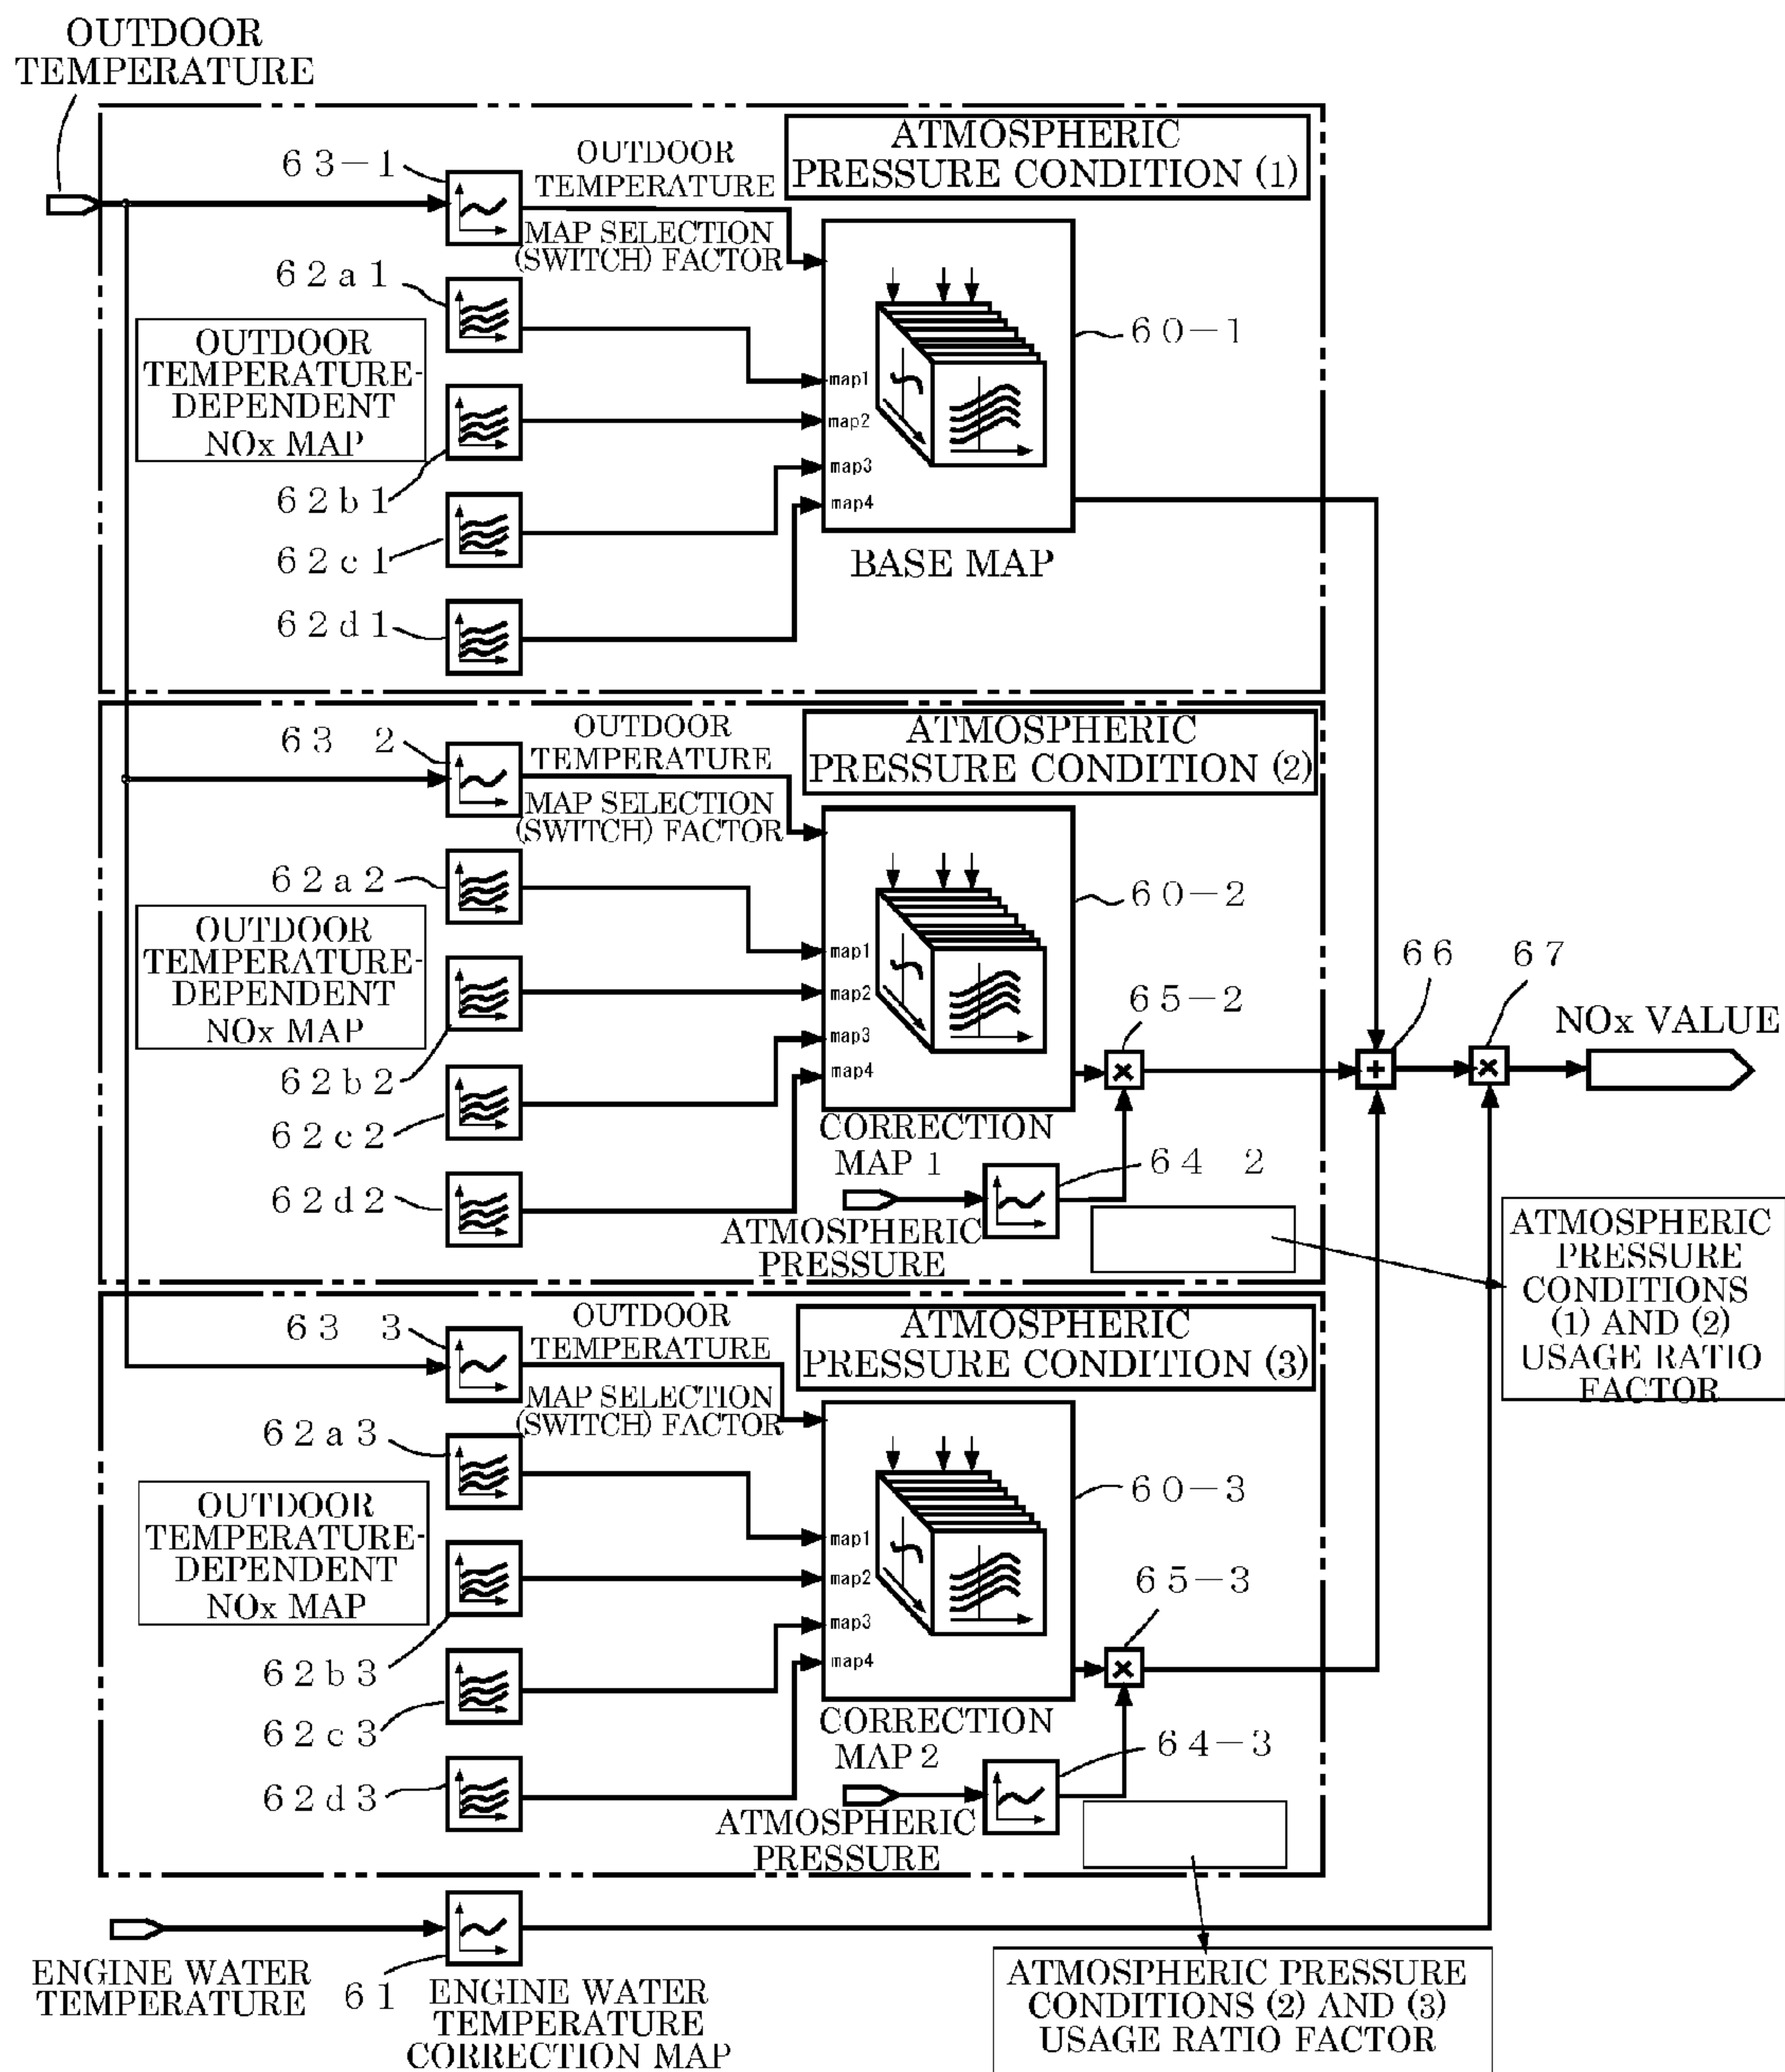 OUTDOOR
TEMPERATURE
ATMOSPHERIC
PRESSURE CONDITION (1)
63-1
OUTDOOR
TEMPERATURE
MAP SELECTION
(SWITCH) FACTOR
62a1
60-1
OUTDOOR
TEMPERATURE-
DEPENDENT
NOx MAP
map1
map2
map3
map4
62b1
62c1
BASE MAP
62d1
63 2
OUTDOOR
TEMPERATURE
MAP SELECTION
(SWITCH) FACTOR
ATMOSPHERIC
PRESSURE CONDITION (2)
62a2
60-2
OUTDOOR
TEMPERATURE-
DEPENDENT
NOx MAP
map1
map2
map3
map4
65-2
66
67
NOx VALUE
62b2
62c2
CORRECTION
MAP 1
64 2
62d2
ATMOSPHERIC
PRESSURE
ATMOSPHERIC
PRESSURE
CONDITIONS
(1) AND (2)
USAGE RATIO
FACTOR
63 3
OUTDOOR
TEMPERATURE
MAP SELECTION
(SWITCH) FACTOR
ATMOSPHERIC
PRESSURE CONDITION (3)
62a3
60-3
OUTDOOR
TEMPERATURE-
DEPENDENT
NOx MAP
map1
map2
map3
map4
65-3
62b3
62c3
CORRECTION
MAP 2
64-3
62d3
ATMOSPHERIC
PRESSURE
ENGINE WATER
TEMPERATURE
61
ENGINE WATER
TEMPERATURE
CORRECTION MAP
ATMOSPHERIC PRESSURE
CONDITIONS (2) AND (3)
USAGE RATIO FACTOR